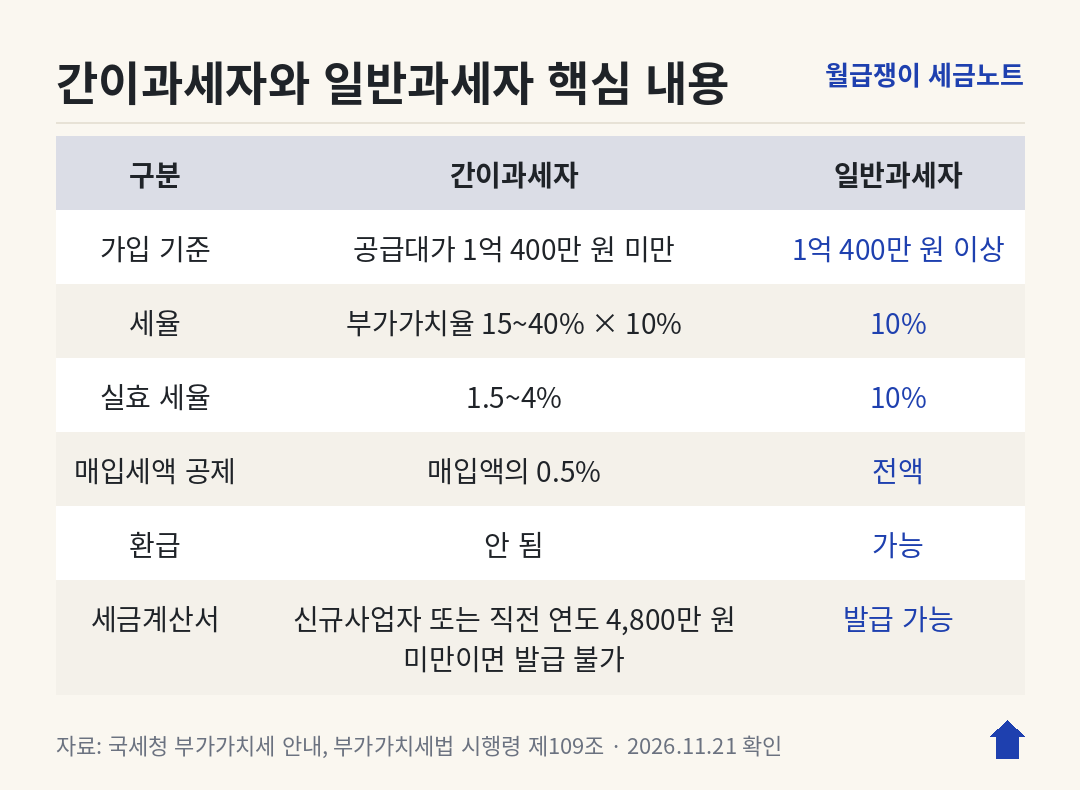 간이과세자와 일반과세자 핵심 내용
월급쟁이 세금노트
구분 간이과세자 일반과세자
가입 기준 공급대가 1억 400만 원 미만 1억 400만 원 이상
세율 부가가치율 15~40% × 10% 10%
실효 세율 1.5~4% 10%
매입세액 공제 매입액의 0.5% 전액
환급 안 됨 가능
세금계산서 신규사업자 또는 직전 연도 4,800만 원 발급 가능
미만이면 발급 불가
자료: 국세청 부가가치세 안내, 부가가치세법 시행령 제109조 · 2026.11.21 확인